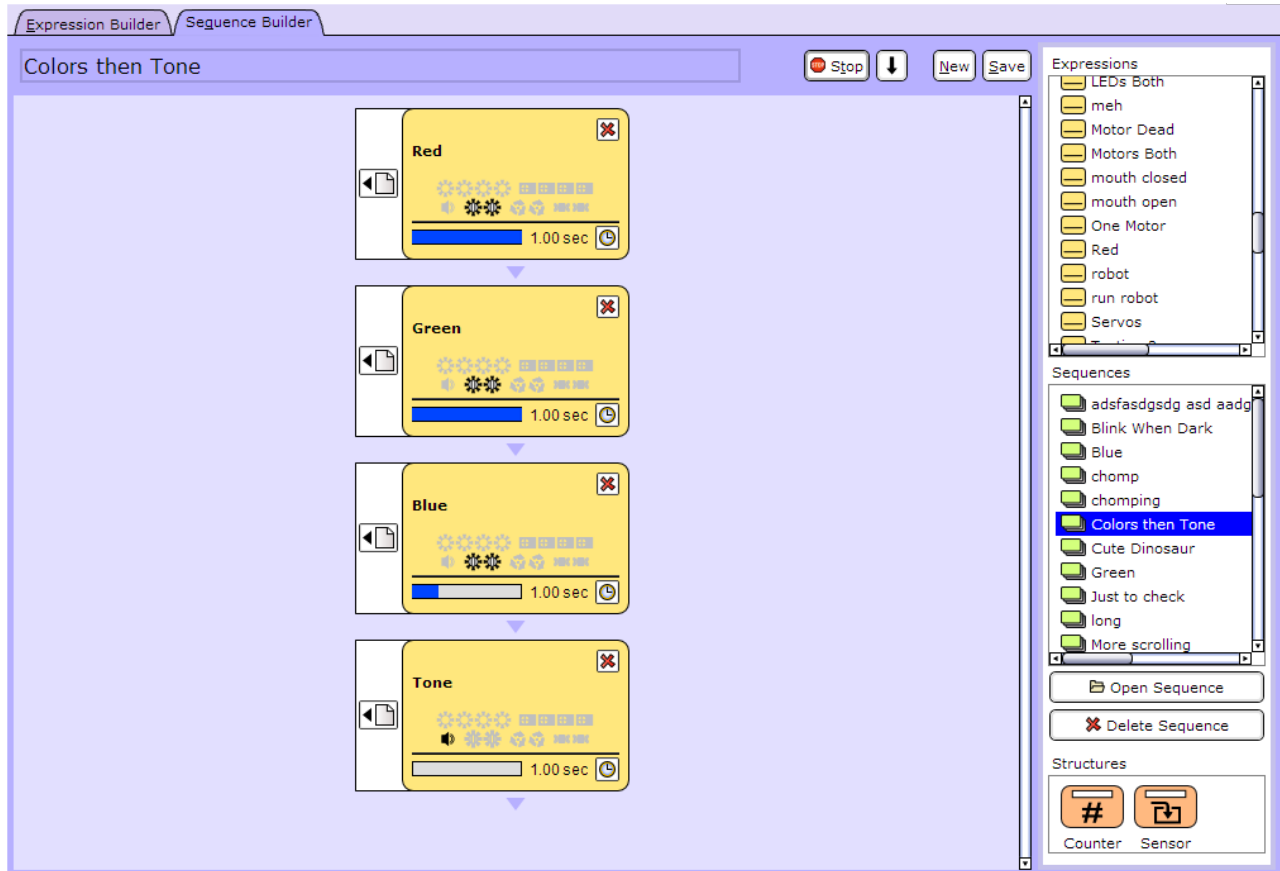 Expression Builder
Sequence Builder
Colors then Tone
STOP Stop
New
Save
Red
1.00 sec
Green
1.00 sec
Blue
1.00 sec
Tone
1.00 sec
Expressions
LEDs Both
meh
Motor Dead
Motors Both
mouth closed
mouth open
One Motor
Red
robot
run robot
Servos
Sequences
adsfasdgsdg asd aadg
Blink When Dark
Blue
chomp
chomping
Colors then Tone
Cute Dinosaur
Green
Just to check
long
More scrolling
Open Sequence
Delete Sequence
Structures
#
Counter
Sensor